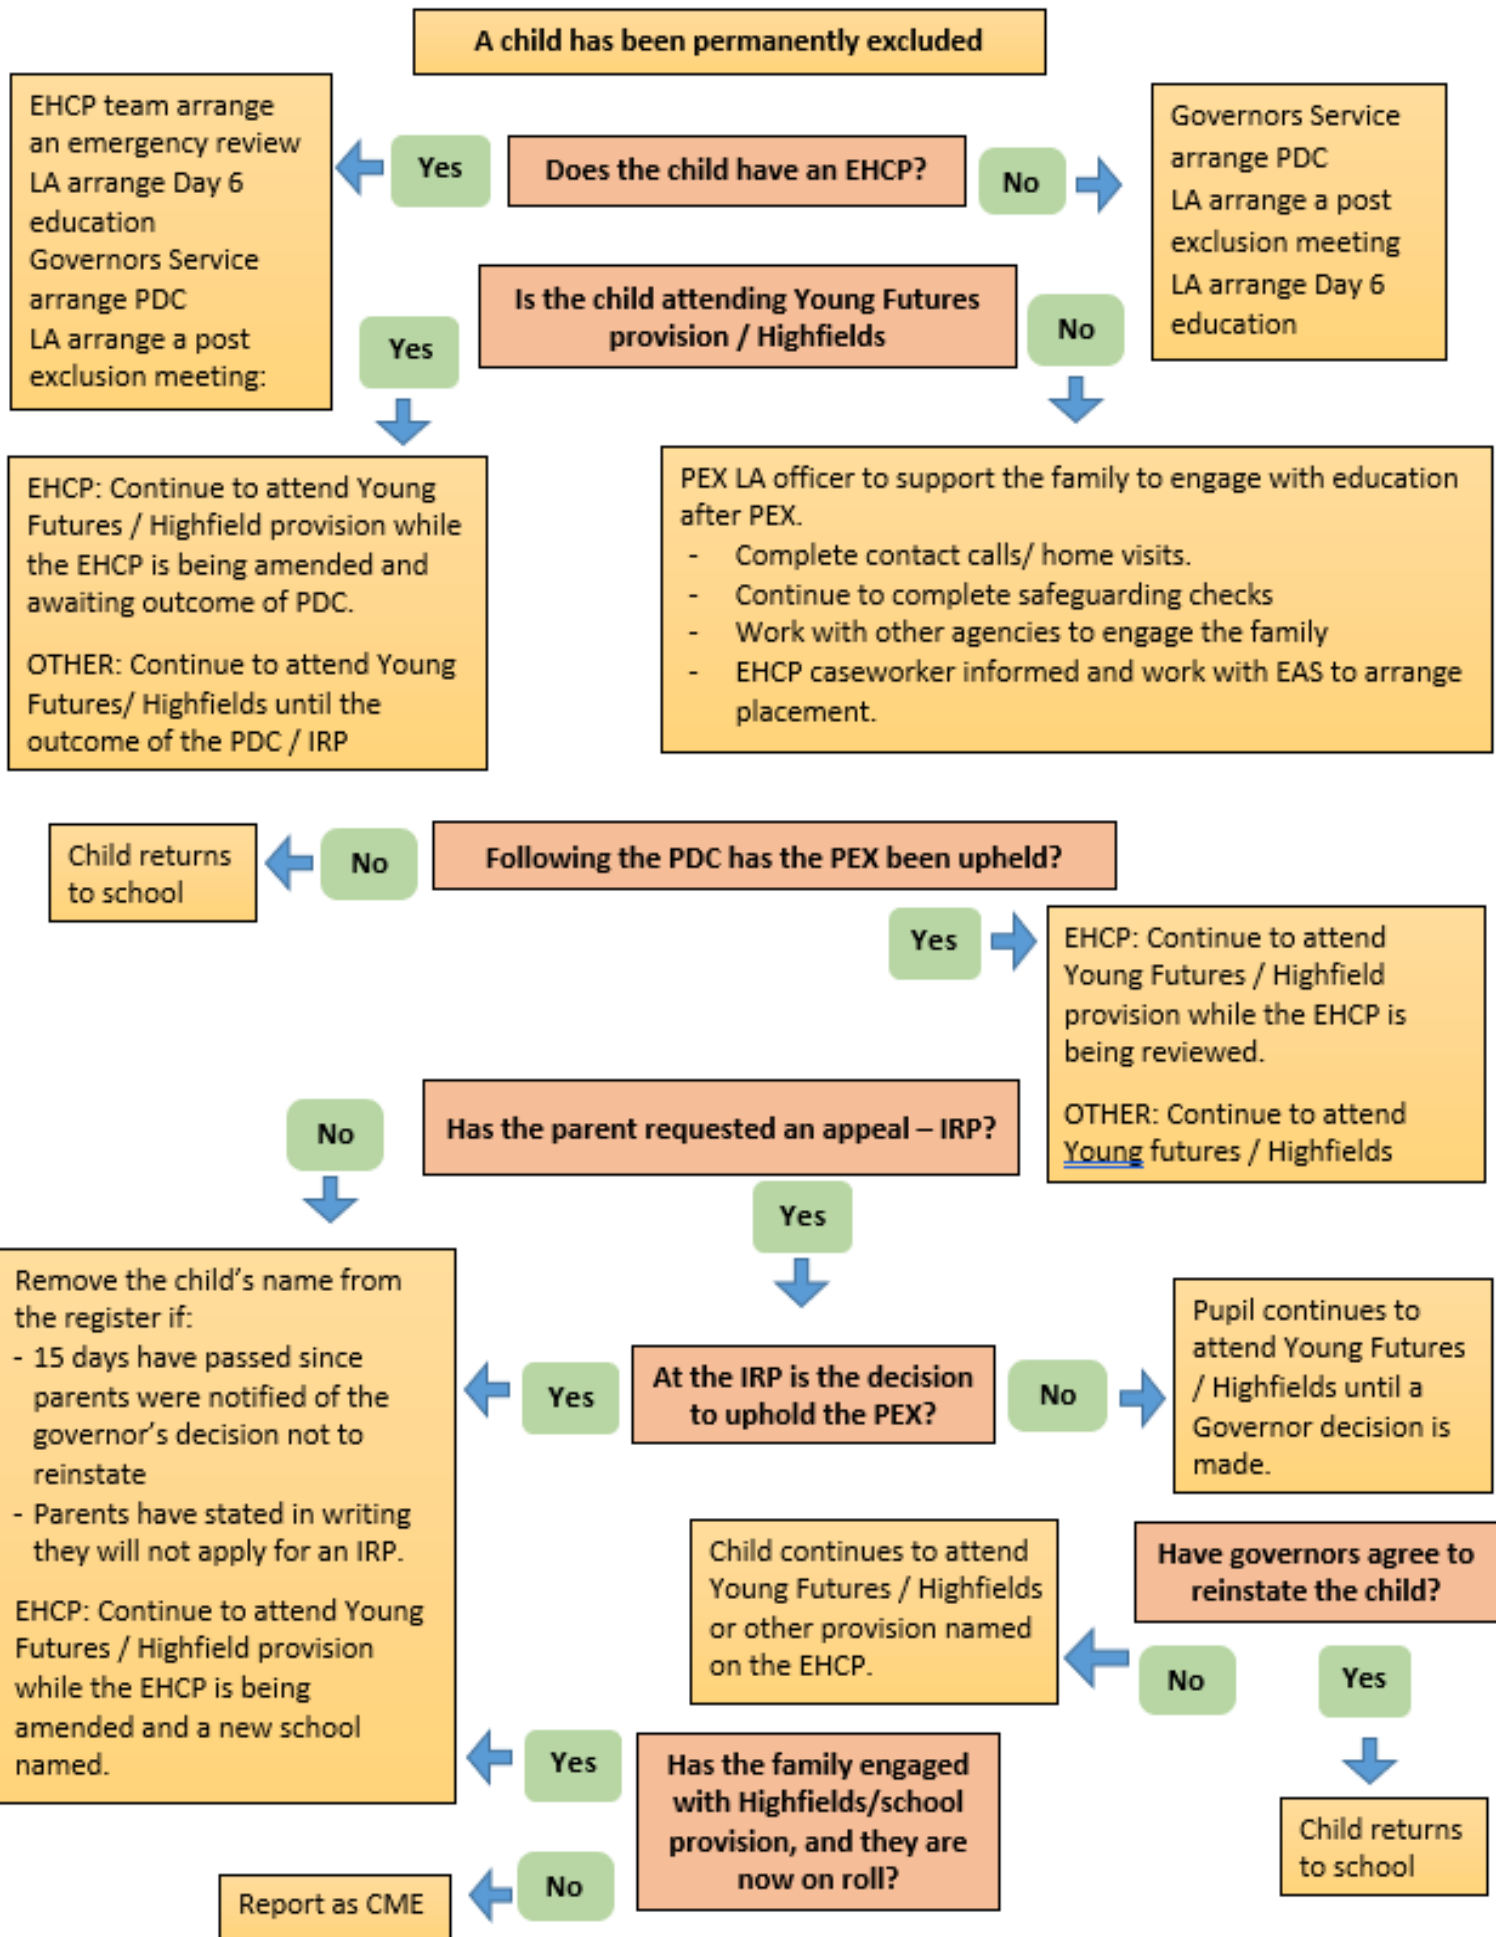 A child has been permanently excluded
EHCP team arrange
an emergency review
LA arrange Day 6
education
Governors Service
arrange PDC
LA arrange a post
exclusion meeting:
Yes
Does the child have an EHCP?
No
Governors Service
arrange PDC
LA arrange a post
exclusion meeting
LA arrange Day 6
education
Yes
Is the child attending Young Futures
provision / Highfields
No
EHCP: Continue to attend Young
Futures / Highfield provision while
the EHCP is being amended and
awaiting outcome of PDC.
OTHER: Continue to attend Young
Futures/ Highfields until the
outcome of the PDC / IRP
PEX LA officer to support the family to engage with education
after PEX.
- Complete contact calls/ home visits.
- Continue to complete safeguarding checks
- Work with other agencies to engage the family
- EHCP caseworker informed and work with EAS to arrange
placement.
Child returns
to school
No
Following the PDC has the PEX been upheld?
Yes
EHCP: Continue to attend
Young Futures / Highfield
provision while the EHCP is
being reviewed.
OTHER: Continue to attend
Young futures / Highfields
No
Has the parent requested an appeal – IRP?
Yes
Remove the child’s name from
the register if:
- 15 days have passed since
parents were notified of the
governor’s decision not to
reinstate
- Parents have stated in writing
they will not apply for an IRP.
EHCP: Continue to attend Young
Futures / Highfield provision
while the EHCP is being
amended and a new school
named.
Yes
At the IRP is the decision
to uphold the PEX?
No
Pupil continues to
attend Young Futures
/ Highfields until a
Governor decision is
made.
Child continues to attend
Young Futures / Highfields
or other provision named
on the EHCP.
Have governors agree to
reinstate the child?
No
Yes
Child returns
to school
Yes
Has the family engaged
with Highfields/school
provision, and they are
now on roll?
No
Report as CME